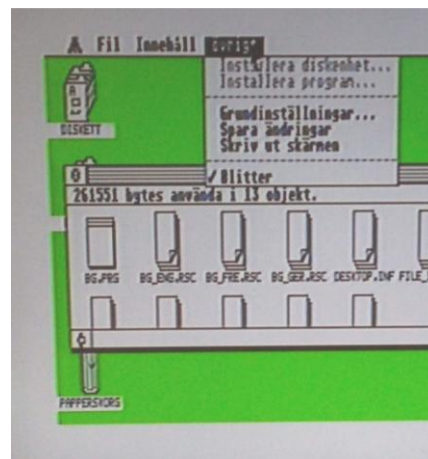 Fil Innehåll övrigt
Installera diskenhet...
Installera program...
Grundinställningar...
Spara ändringar
Skriv ut skärmen
✓Blitter
DISKETT
261551 bytes använda i 13 objekt.
BG.PRG BG_ENG.RSC BG_FRE.RSC BG_GER.RSC DESKTOP.INF FILE_
PAPPERSKORG